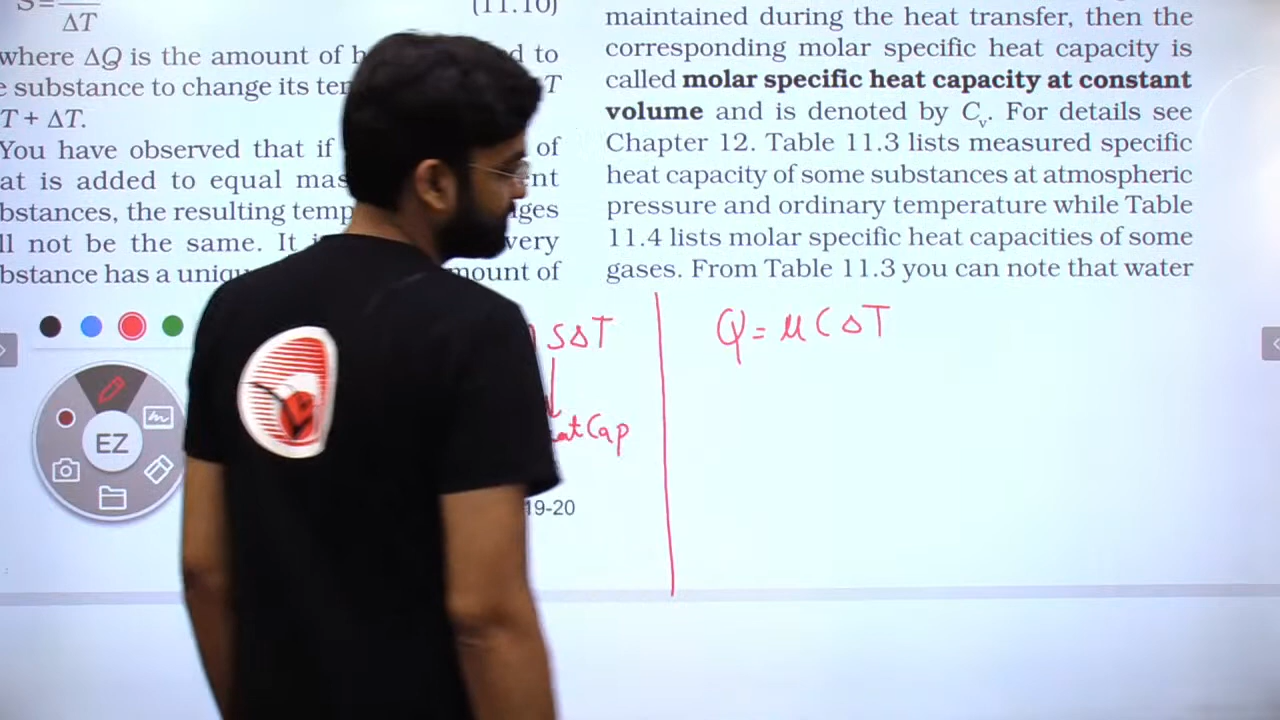 S=
ΔT
(11.10)
where ΔQ is the amount of d to
e substance to change its T
T + ΔT.
You have observed that if of
at is added to equal nt
bstances, the resulting nges
ll not be the same. It very
bstance has a mount of
maintained during the heat transfer, then the
corresponding molar specific heat capacity is
called molar specific heat capacity at constant
volume and is denoted by Cv. For details see
Chapter 12. Table 11.3 lists measured specific
heat capacity of some substances at atmospheric
pressure and ordinary temperature while Table
11.4 lists molar specific heat capacities of some
gases. From Table 11.3 you can note that water
SΔT
eat Cap
19-20
Q = μCΔT
EZ